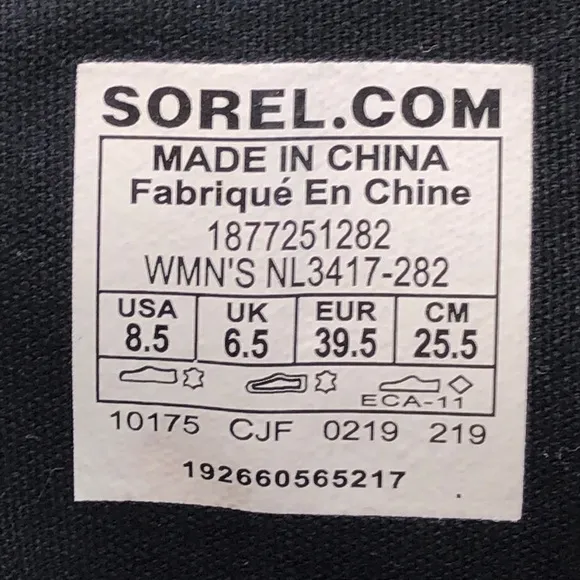 SOREL.COM
MADE IN CHINA
Fabriqué En Chine
1877251282
WMN'S NL3417-282
USA UK EUR CM
8.5 6.5 39.5 25.5
ECA-11
10175 CJF 0219 219
192660565217